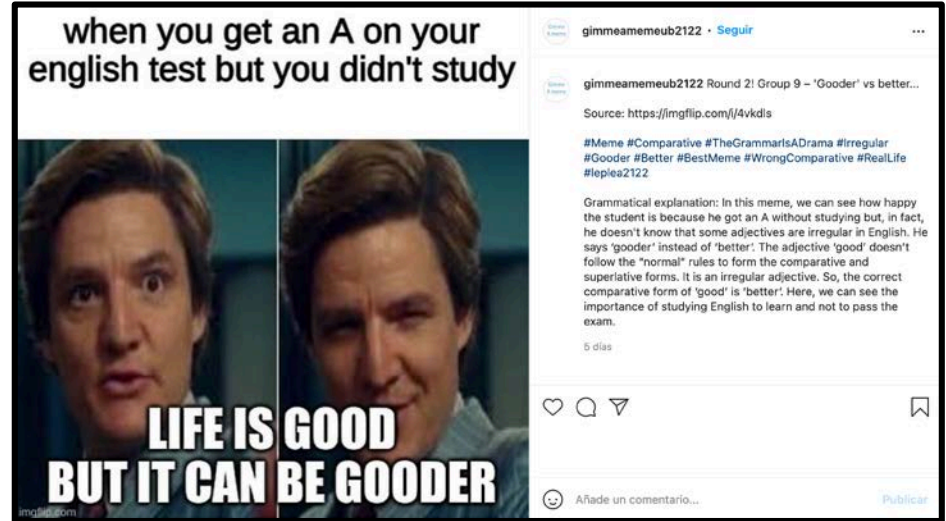 when you get an A on your
english test but you didn't study
LIFE IS GOOD
BUT IT CAN BE GOODER
imgflip.com
gimmeamemeub2122 • Seguir
gimmeamemeub2122 Round 2! Group 9 – 'Gooder' vs better...
Source: https://imgflip.com/i/4vkdls
#Meme #Comparative #TheGrammarIsADrama #Irregular
#Gooder #Better #BestMeme #WrongComparative #RealLife
#leplea2122
Grammatical explanation: In this meme, we can see how happy
the student is because he got an A without studying but, in fact,
he doesn't know that some adjectives are irregular in English. He
says 'gooder' instead of 'better'. The adjective 'good' doesn't
follow the "normal" rules to form the comparative and
superlative forms. It is an irregular adjective. So, the correct
comparative form of 'good' is 'better'. Here, we can see the
importance of studying English to learn and not to pass the
exam.
5 días
Añade un comentario...
Publicar